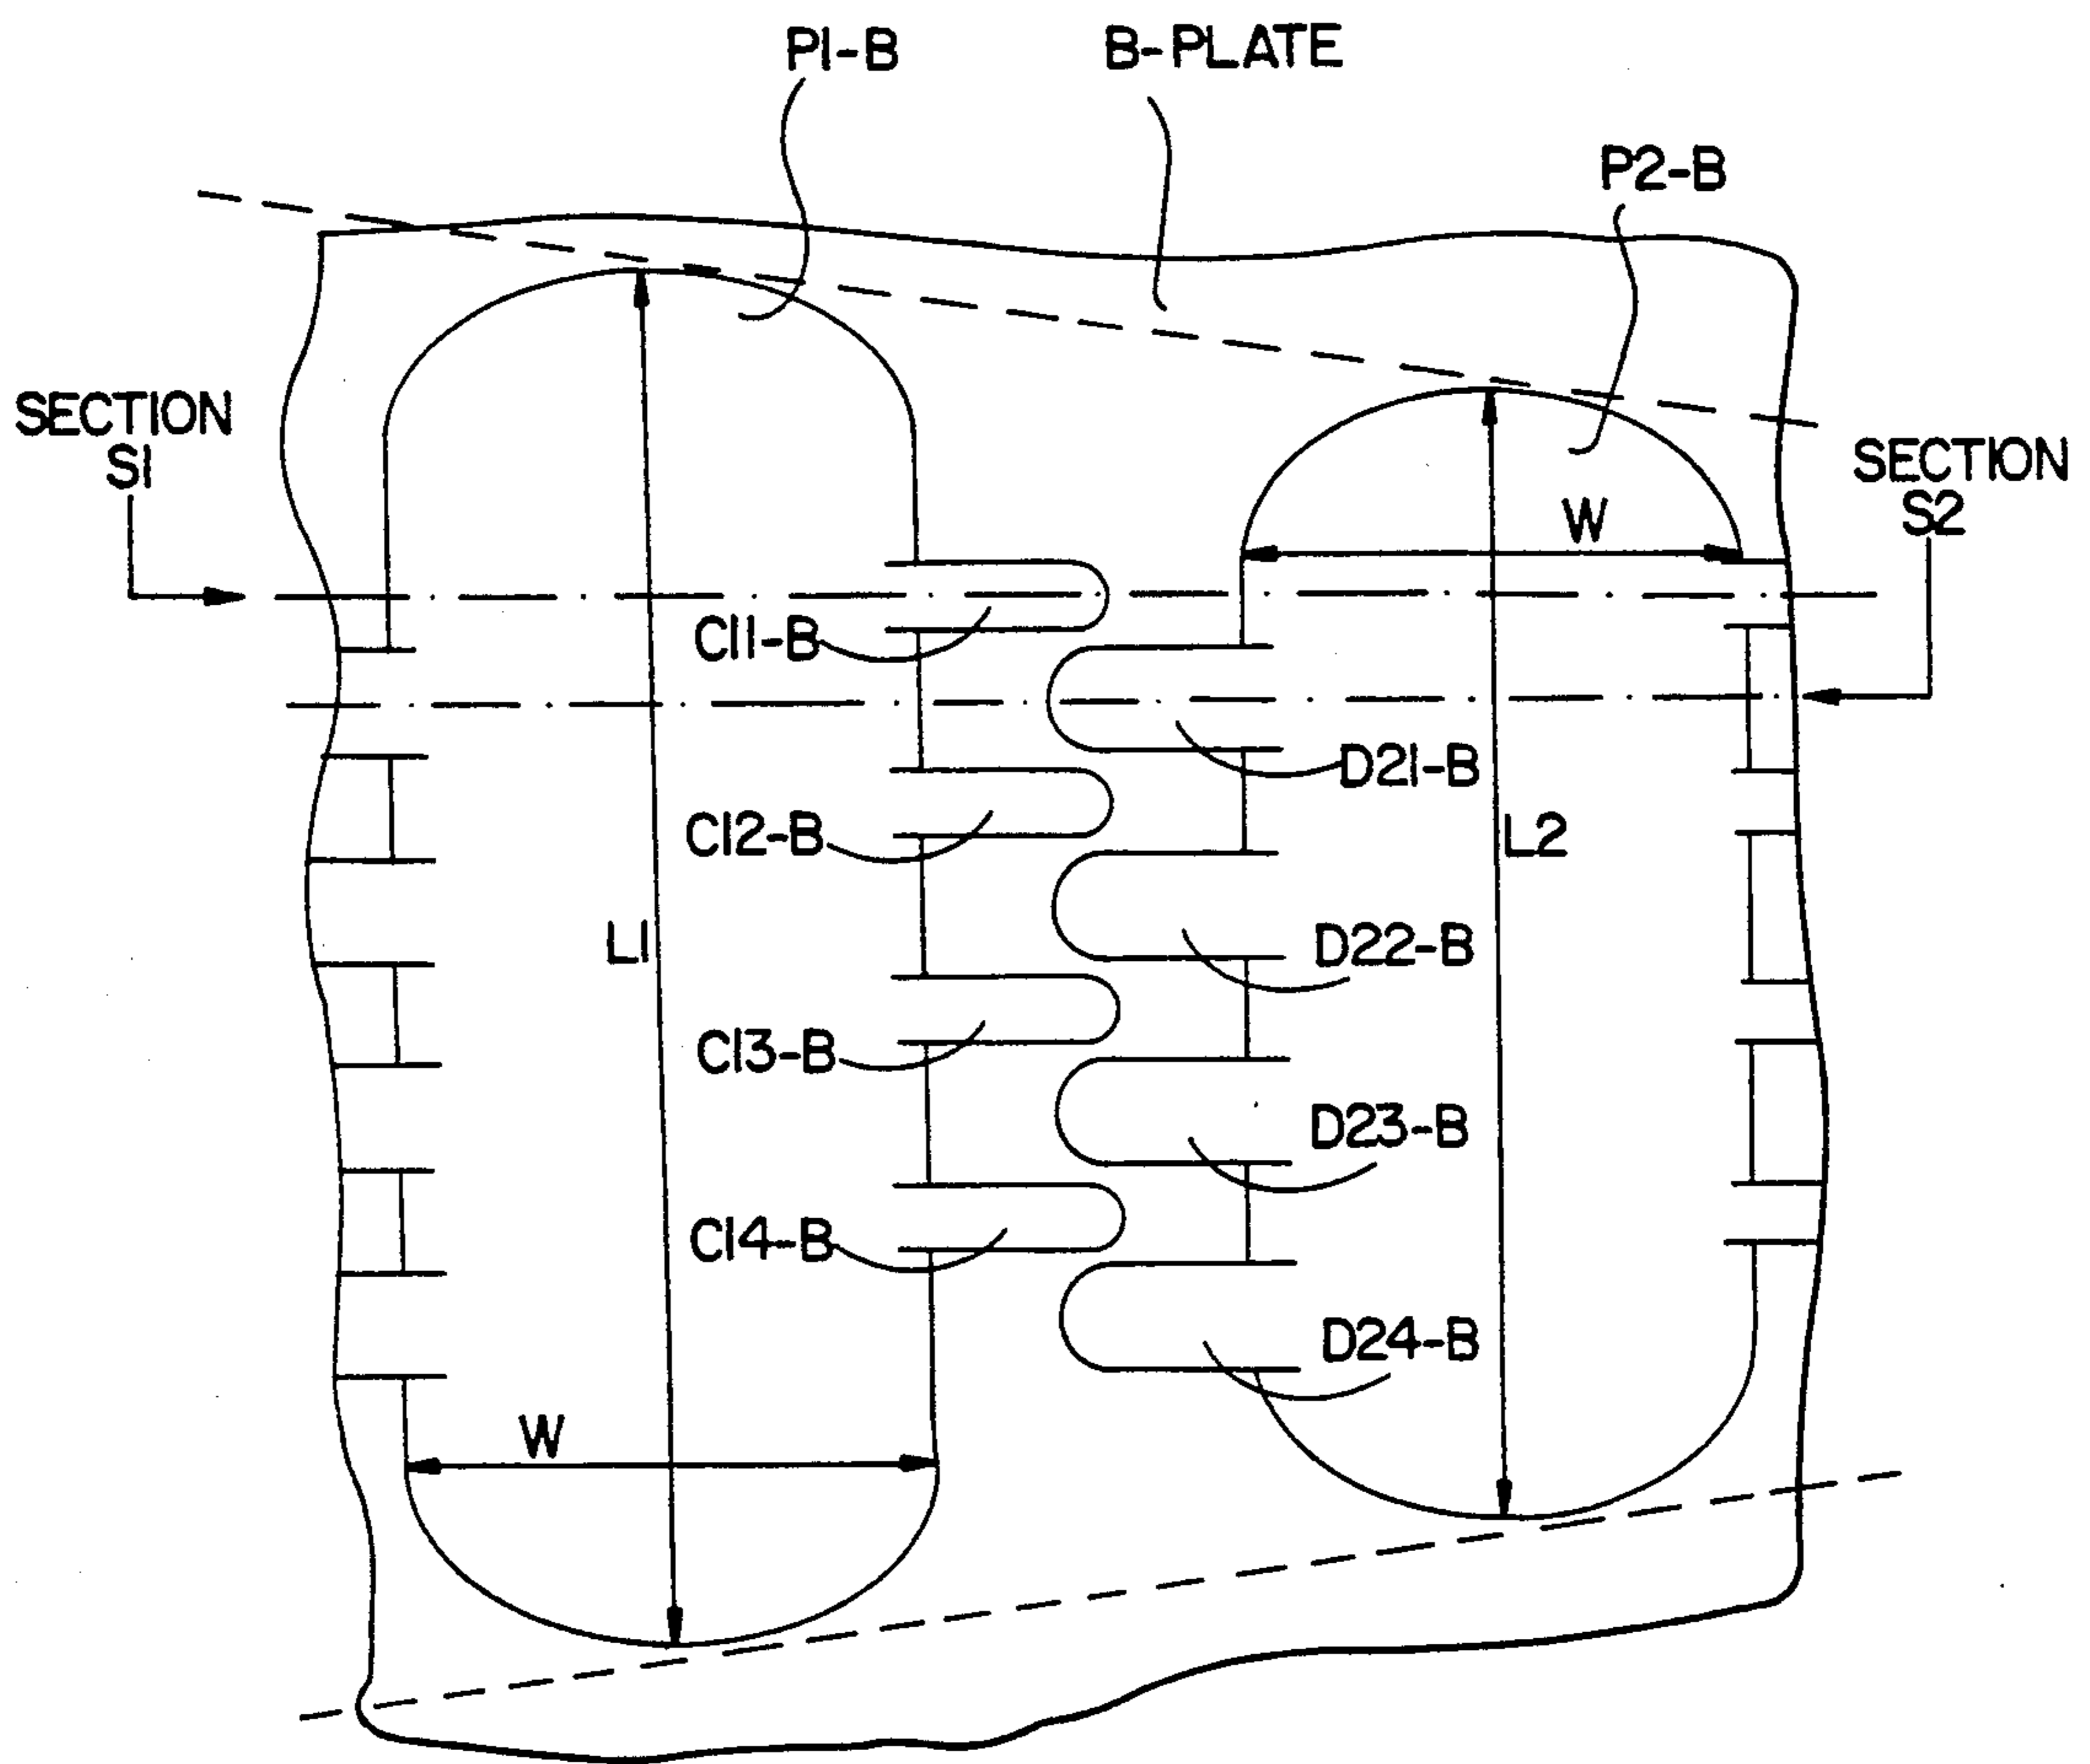 P1-B
B-PLATE
P2-B
SECTION
S1
SECTION
S2
W
C11-B
D21-B
C12-B
L2
L1
D22-B
C13-B
D23-B
C14-B
D24-B
W